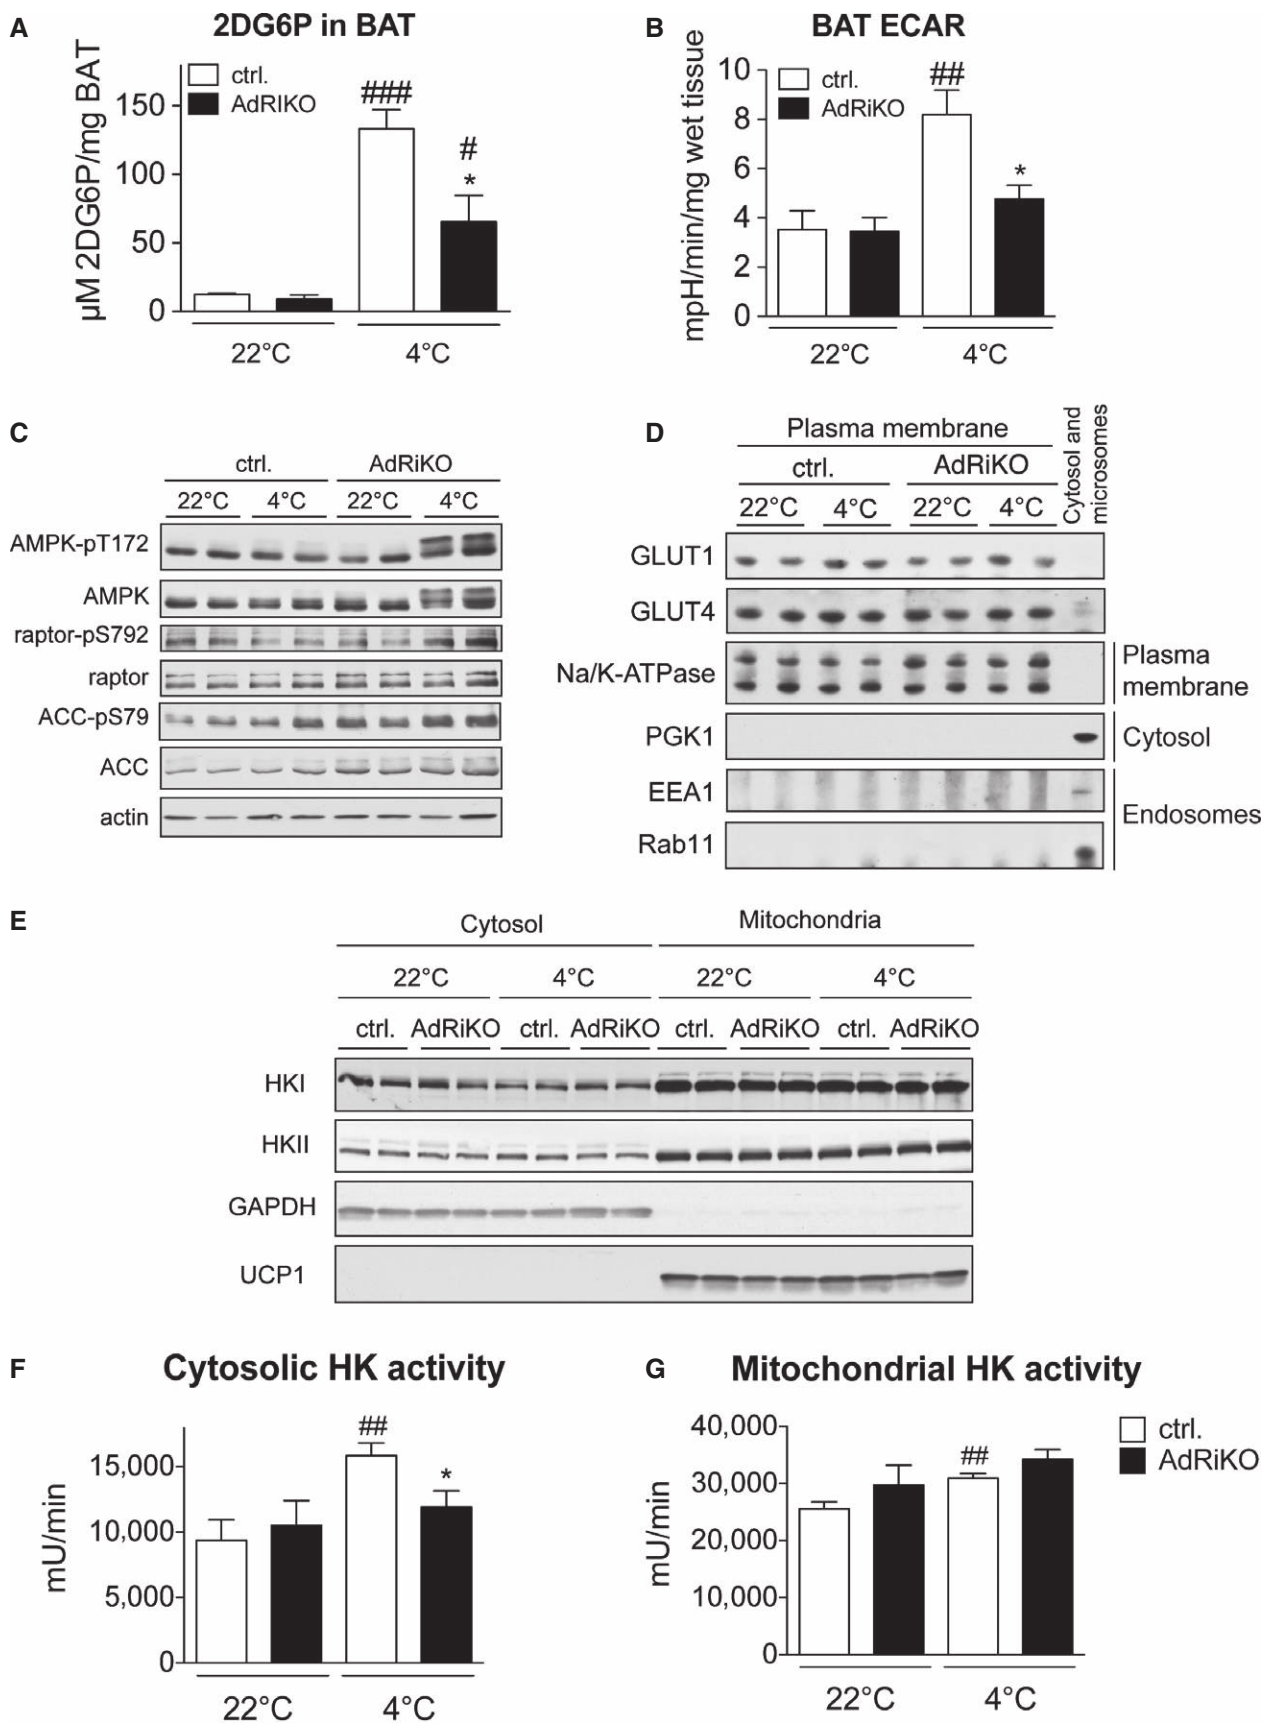 A
2DG6P in BAT
µM 2DG6P/mg BAT
150
100
50
0
ctrl.
AdRIKO
###
#
*
22°C
4°C
B
BAT ECAR
mpH/min/mg wet tissue
10
8
6
4
2
0
ctrl.
AdRiKO
##
*
22°C
4°C
C
ctrl.
AdRiKO
22°C
4°C
22°C
4°C
AMPK-pT172
AMPK
raptor-pS792
raptor
ACC-pS79
ACC
actin
D
Plasma membrane
ctrl.
AdRiKO
22°C
4°C
22°C
4°C
Cytosol and
microsomes
GLUT1
GLUT4
Na/K-ATPase
Plasma
membrane
PGK1
Cytosol
EEA1
Rab11
Endosomes
E
Cytosol
Mitochondria
22°C
4°C
22°C
4°C
ctrl. AdRiKO ctrl. AdRiKO ctrl. AdRiKO ctrl. AdRiKO
HKI
HKII
GAPDH
UCP1
F
Cytosolic HK activity
mU/min
15,000
10,000
5,000
0
##
*
22°C
4°C
G
Mitochondrial HK activity
mU/min
40,000
30,000
20,000
10,000
0
##
22°C
4°C
ctrl.
AdRiKO